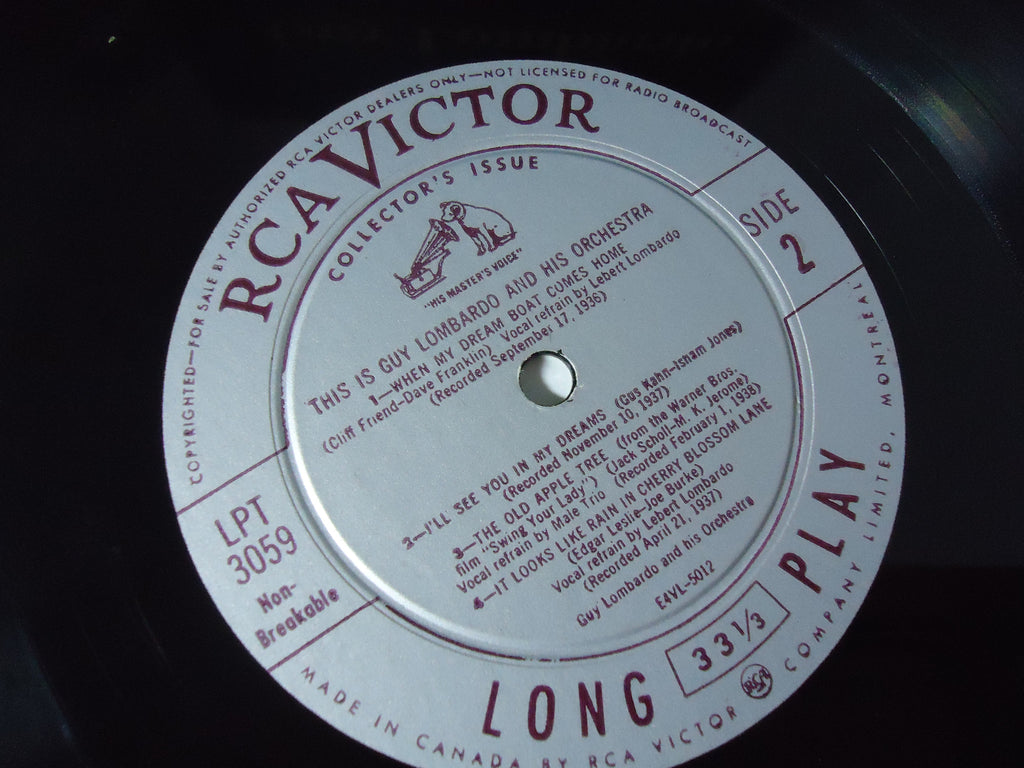 COPYRIGHTED—FOR SALE BY AUTHORIZED RCA VICTOR DEALERS ONLY—NOT LICENSED FOR RADIO BROADCAST
RCA VICTOR
COLLECTOR'S ISSUE
"HIS MASTER'S VOICE"
SIDE
2
THIS IS GUY LOMBARDO AND HIS ORCHESTRA
1—WHEN MY DREAM BOAT COMES HOME
(Cliff Friend-Dave Franklin) Vocal refrain by Lebert Lombardo
(Recorded September 17, 1936)
2—I'LL SEE YOU IN MY DREAMS (Gus Kahn-Isham Jones)
(Recorded November 10, 1937)
3—THE OLD APPLE TREE (from the Warner Bros.
film "Swing Your Lady") (Jack Scholl-M. K. Jerome)
Vocal refrain by Male Trio (Recorded February 1, 1938)
4—IT LOOKS LIKE RAIN IN CHERRY BLOSSOM LANE
(Edgar Leslie-Joe Burke)
Vocal refrain by Lebert Lombardo
(Recorded April 21, 1937)
Guy Lombardo and his Orchestra
E4VL-5012
LPT
3059
Non-
Breakable
LONG 33 1/3 PLAY
MADE IN CANADA BY RCA VICTOR RCA COMPANY LIMITED, MONTREAL